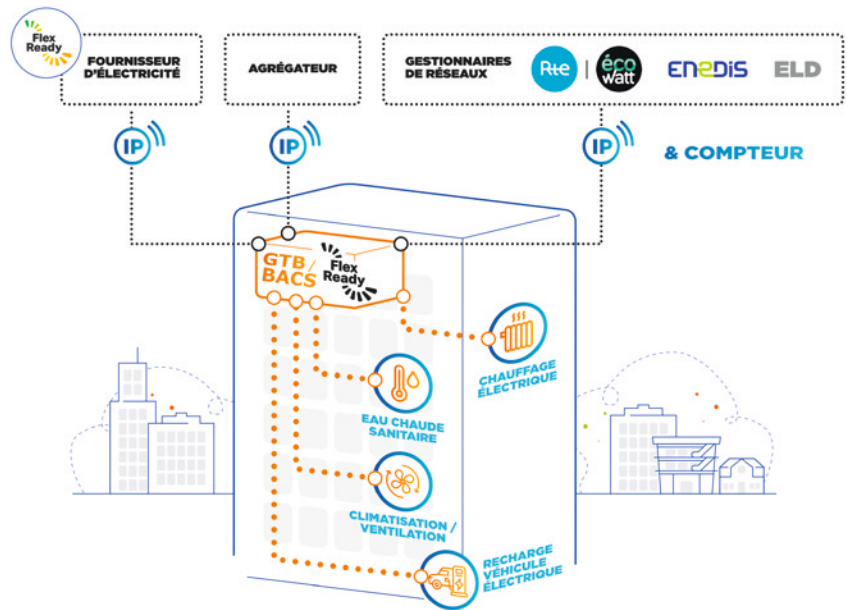 Flex
Ready
FOURNISSEUR
D'ÉLECTRICITÉ
AGRÉGATEUR
GESTIONNAIRES
DE RÉSEAUX
Rte
éco
watt
ENEDIS
ELD
IP
IP
IP
& COMPTEUR
GTB /
BACS
Flex
Ready
CHAUFFAGE
ÉLECTRIQUE
EAU CHAUDE
SANITAIRE
CLIMATISATION /
VENTILATION
RECHARGE
VÉHICULE
ÉLECTRIQUE